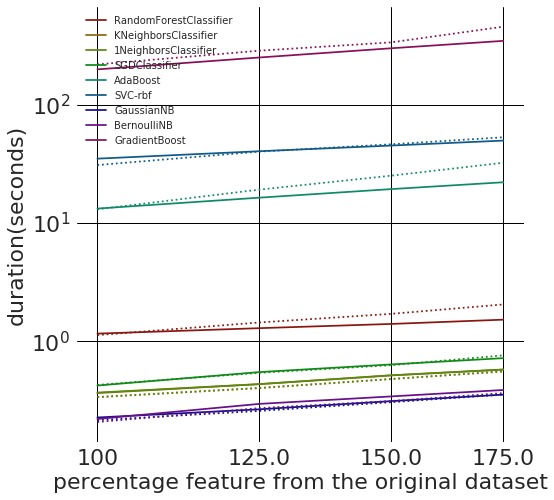 RandomForestClassifier
KNeighborsClassifier
1NeighborsClassifier
SGDClassifier
AdaBoost
SVC-rbf
GaussianNB
BernoulliNB
GradientBoost
10²
10¹
10⁰
duration(seconds)
100 125.0 150.0 175.0
percentage feature from the original dataset